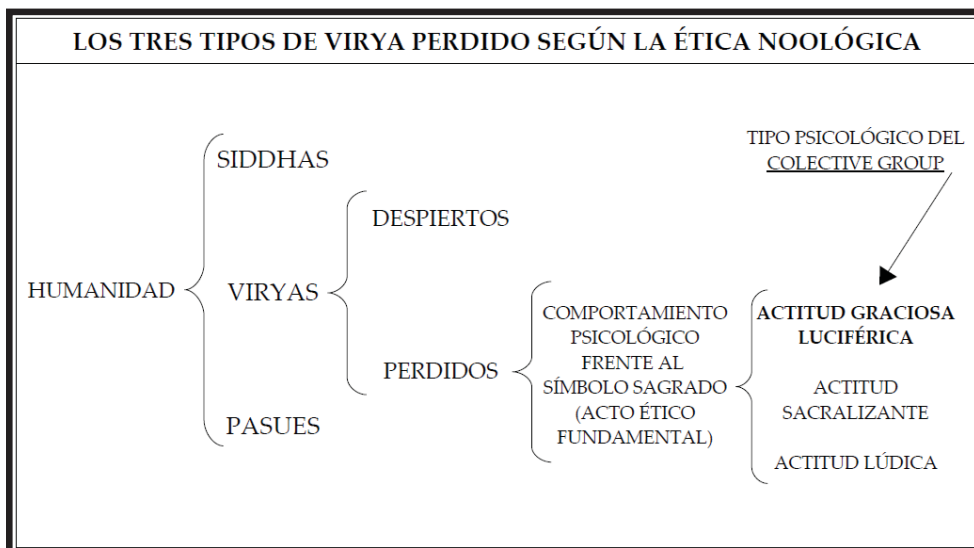 LOS TRES TIPOS DE VIRYA PERDIDO SEGÚN LA ÉTICA NOOLÓGICA
TIPO PSICOLÓGICO DEL
COLECTIVE GROUP
HUMANIDAD
SIDDHAS
VIRYAS
PASUES
DESPIERTOS
PERDIDOS
COMPORTAMIENTO
PSICOLÓGICO
FRENTE AL
SÍMBOLO SAGRADO
(ACTO ÉTICO
FUNDAMENTAL)
ACTITUD GRACIOSA
LUCIFÉRICA
ACTITUD
SACRALIZANTE
ACTITUD LÚDICA